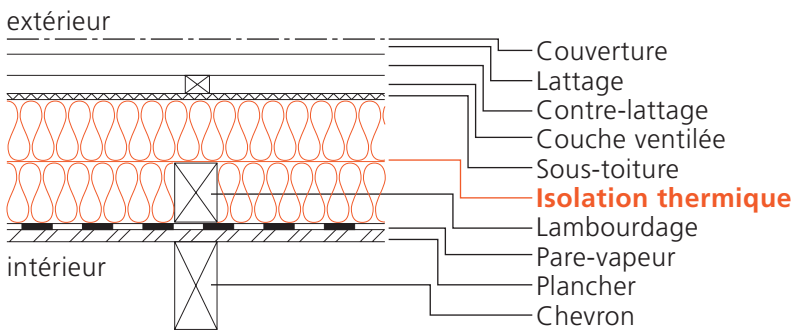 extérieur
Couverture
Lattage
Contre-lattage
Couche ventilée
Sous-toiture
Isolation thermique
Lambourdage
Pare-vapeur
intérieur
Plancher
Chevron